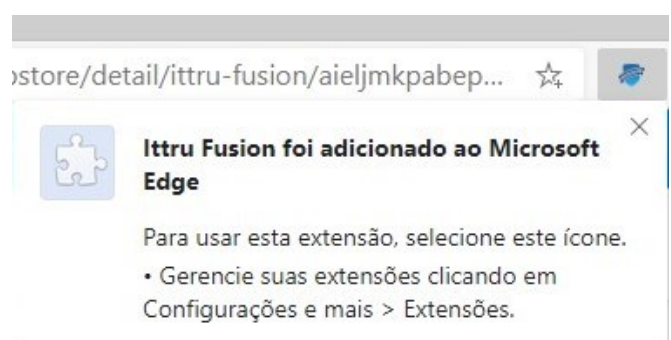 ostore/detail/ittru-fusion/aieljmkpabep...
Ittru Fusion foi adicionado ao Microsoft
Edge
Para usar esta extensão, selecione este ícone.
• Gerencie suas extensões clicando em
Configurações e mais > Extensões.